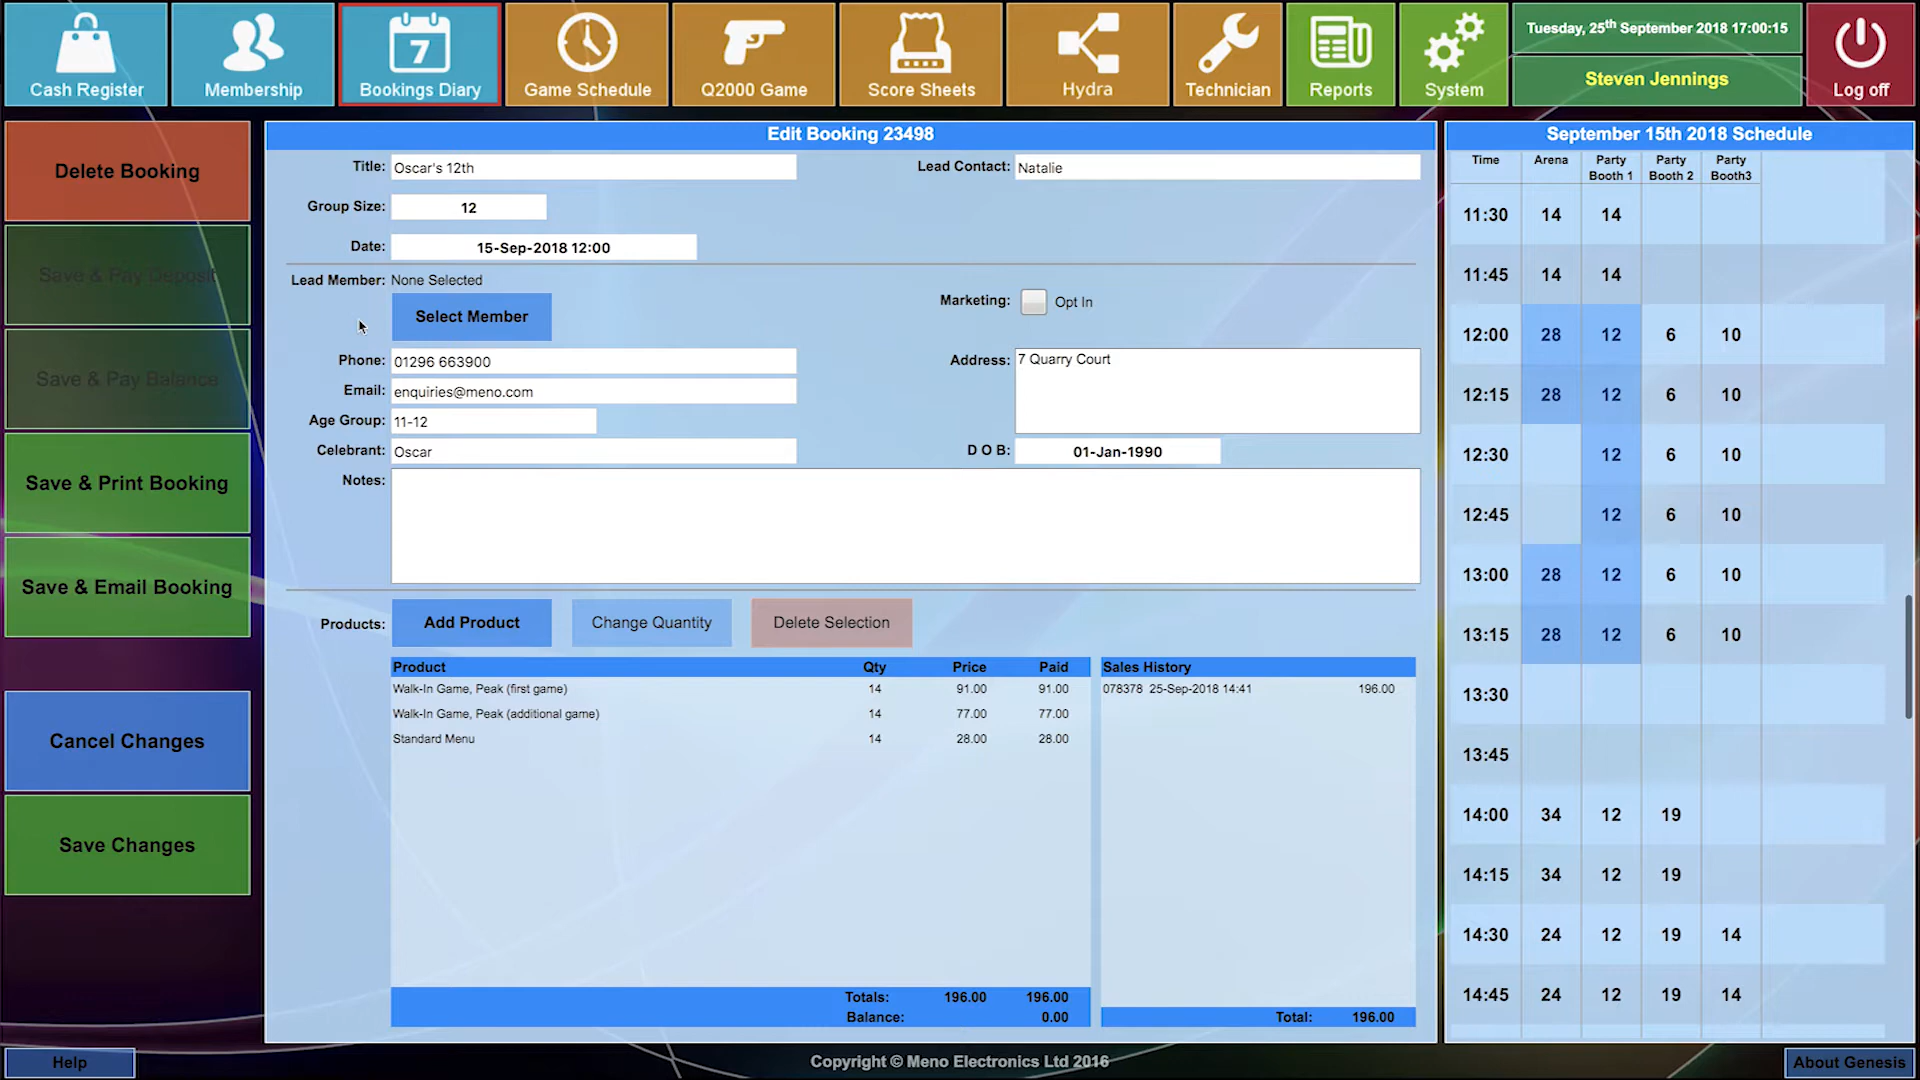 Cash Register
Membership
7
Bookings Diary
Game Schedule
Q2000 Game
Score Sheets
Hydra
Technician
Reports
System
Tuesday, 25th September 2018 17:00:15
Steven Jennings
Log off
Delete Booking
Save & Pay Deposit
Save & Pay Balance
Save & Print Booking
Save & Email Booking
Cancel Changes
Save Changes
Edit Booking 23498
Title: Oscar's 12th
Lead Contact: Natalie
Group Size: 12
Date: 15-Sep-2018 12:00
Lead Member: None Selected
Select Member
Marketing: Opt In
Phone: 01296 663900
Address: 7 Quarry Court
Email: enquiries@meno.com
Age Group: 11-12
Celebrant: Oscar
D O B: 01-Jan-1990
Notes:
Products: Add Product Change Quantity Delete Selection
Product Qty Price Paid
Walk-In Game, Peak (first game) 14 91.00 91.00
Walk-In Game, Peak (additional game) 14 77.00 77.00
Standard Menu 14 28.00 28.00
Totals: 196.00 196.00
Balance: 0.00
Sales History
078378 25-Sep-2018 14:41 196.00
Total: 196.00
September 15th 2018 Schedule
Time Arena Party Booth 1 Party Booth 2 Party Booth3
11:30 14 14
11:45 14 14
12:00 28 12 6 10
12:15 28 12 6 10
12:30 12 6 10
12:45 12 6 10
13:00 28 12 6 10
13:15 28 12 6 10
13:30
13:45
14:00 34 12 19
14:15 34 12 19
14:30 24 12 19 14
14:45 24 12 19 14
Help
Copyright © Meno Electronics Ltd 2016
About Genesis